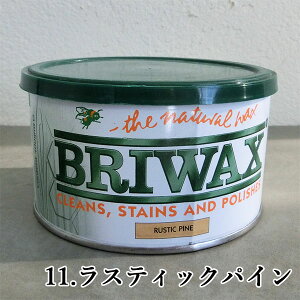 the natural wax
BRIWAX
CLEANS, STAINS AND POLISHES
RUSTIC PINE
11.ラスティックパイン